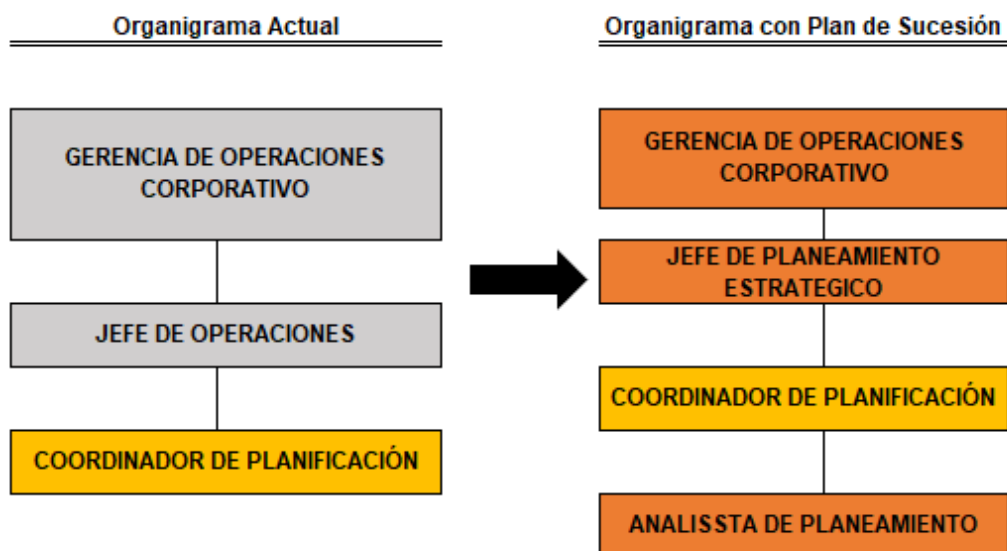 Organigrama Actual
GERENCIA DE OPERACIONES
CORPORATIVO
JEFE DE OPERACIONES
COORDINADOR DE PLANIFICACIÓN
Organigrama con Plan de Sucesión
GERENCIA DE OPERACIONES
CORPORATIVO
JEFE DE PLANEAMIENTO
ESTRATEGICO
COORDINADOR DE PLANIFICACIÓN
ANALISSTA DE PLANEAMIENTO